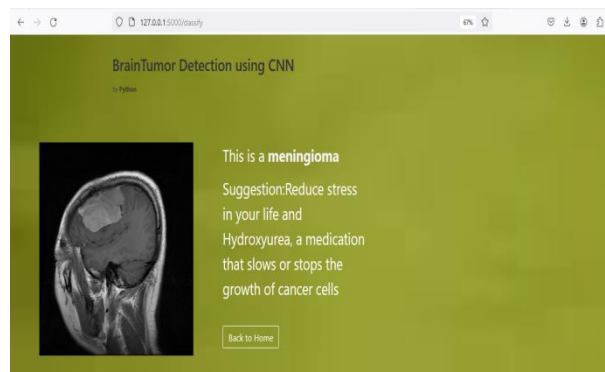 127.0.0.1:5000/classify
67%
BrainTumor Detection using CNN
by Python
This is a meningioma
Suggestion:Reduce stress
in your life and
Hydroxyurea, a medication
that slows or stops the
growth of cancer cells
Back to Home